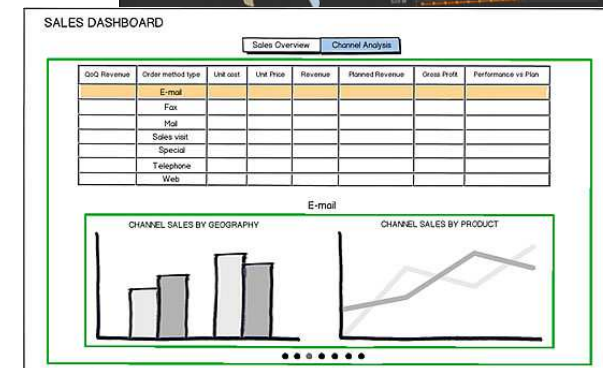 SALES DASHBOARD
Sales Overview Channel Analysis
QoQ Revenue Order method type Unit cost Unit Price Revenue Planned Revenue Gross Profit Performance vs Plan
E-mail
Fax
Mail
Sales visit
Special
Telephone
Web
E-mail
CHANNEL SALES BY GEOGRAPHY CHANNEL SALES BY PRODUCT